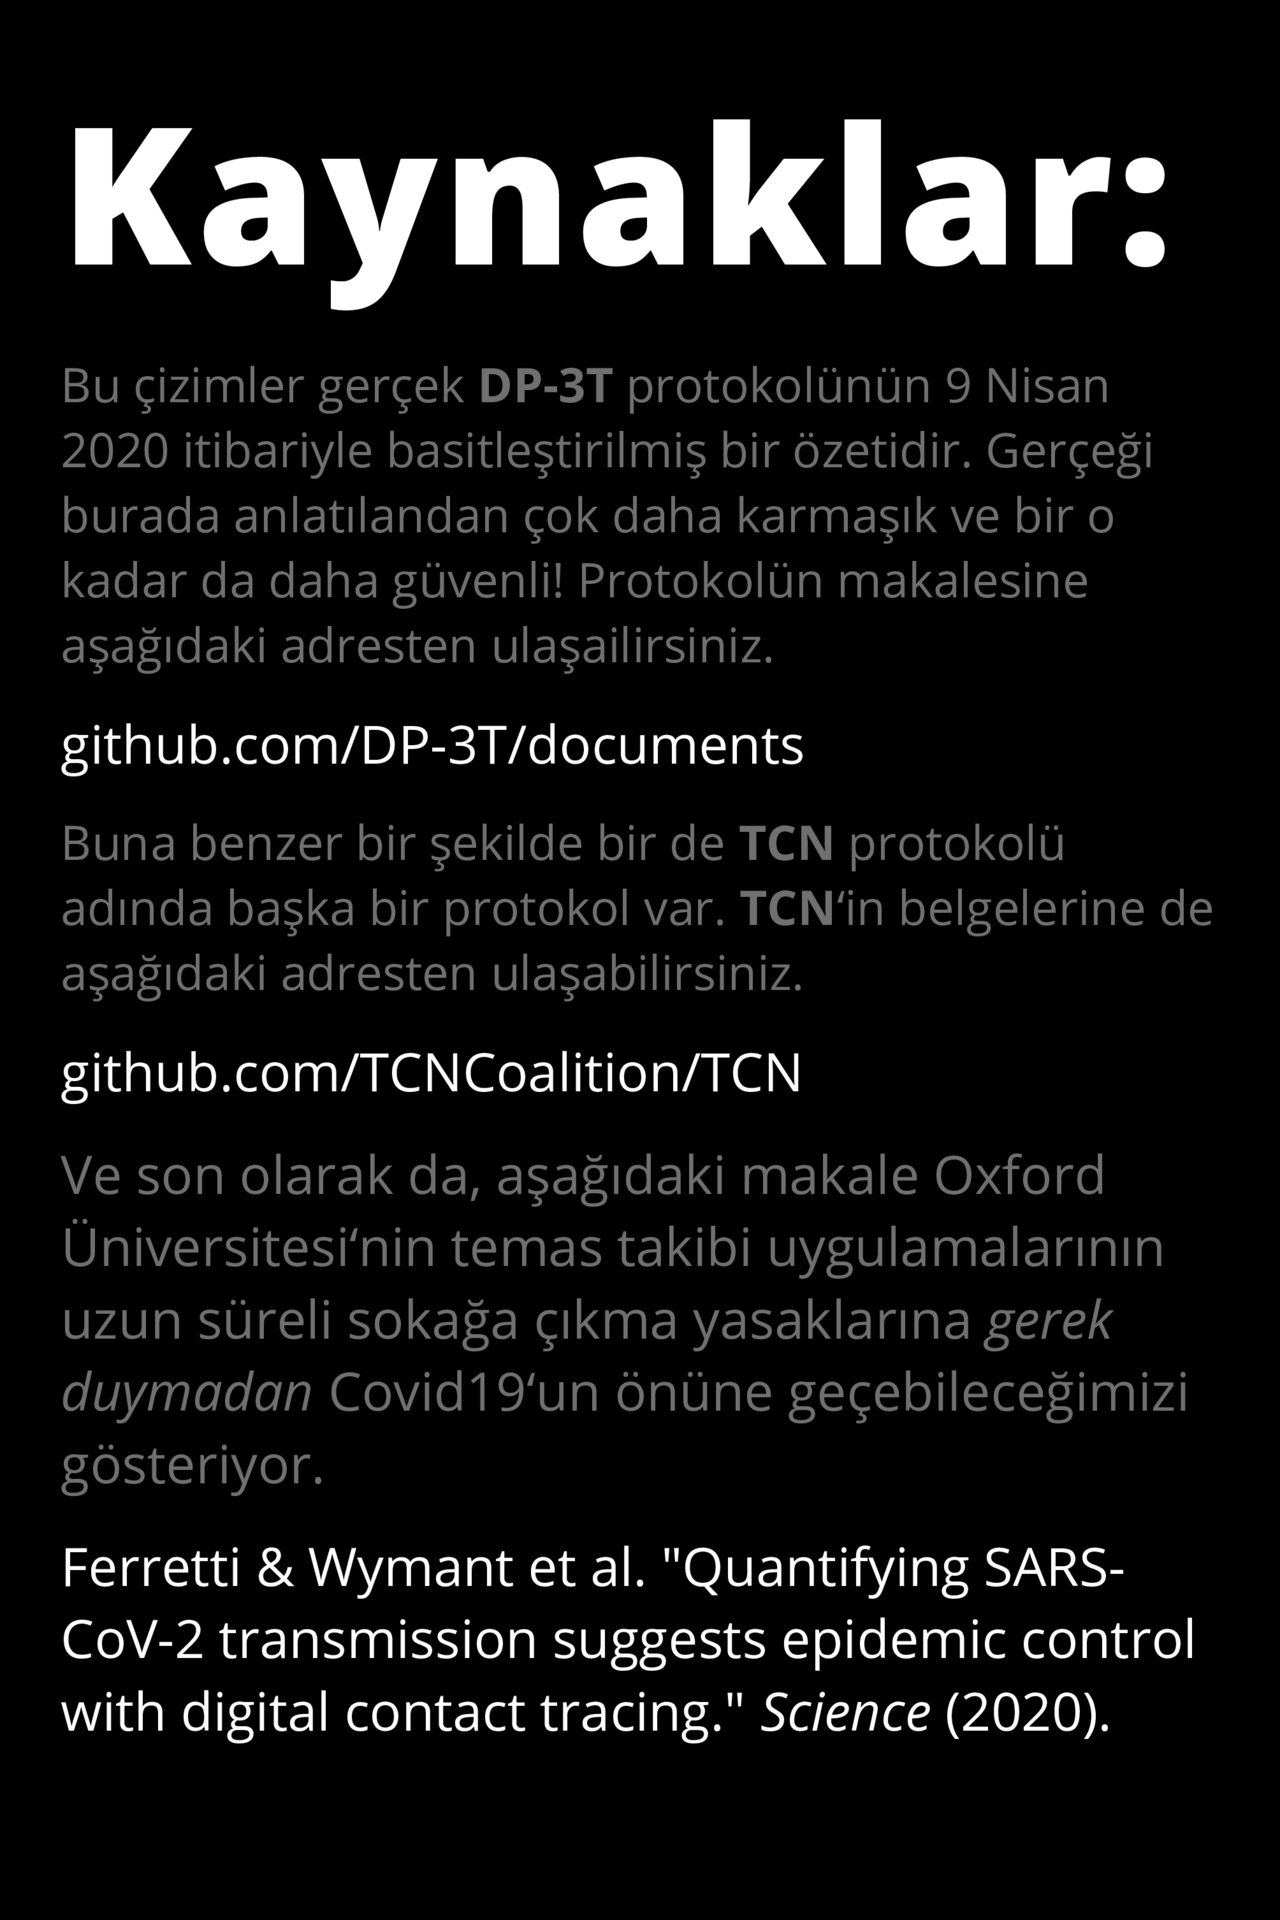 Kaynaklar:
Bu çizimler gerçek DP-3T protokolünün 9 Nisan
2020 itibariyle basitleştirilmiş bir özetidir. Gerçeği
burada anlatılandan çok daha karmaşık ve bir o
kadar da daha güvenli! Protokolün makalesine
aşağıdaki adresten ulaşailirsiniz.
github.com/DP-3T/documents
Buna benzer bir şekilde bir de TCN protokolü
adında başka bir protokol var. TCN‘in belgelerine de
aşağıdaki adresten ulaşabilirsiniz.
github.com/TCNCoalition/TCN
Ve son olarak da, aşağıdaki makale Oxford
Üniversitesi‘nin temas takibi uygulamalarının
uzun süreli sokağa çıkma yasaklarına gerek
duymadan Covid19‘un önüne geçebileceğimizi
gösteriyor.
Ferretti & Wymant et al. "Quantifying SARS-
CoV-2 transmission suggests epidemic control
with digital contact tracing." Science (2020).